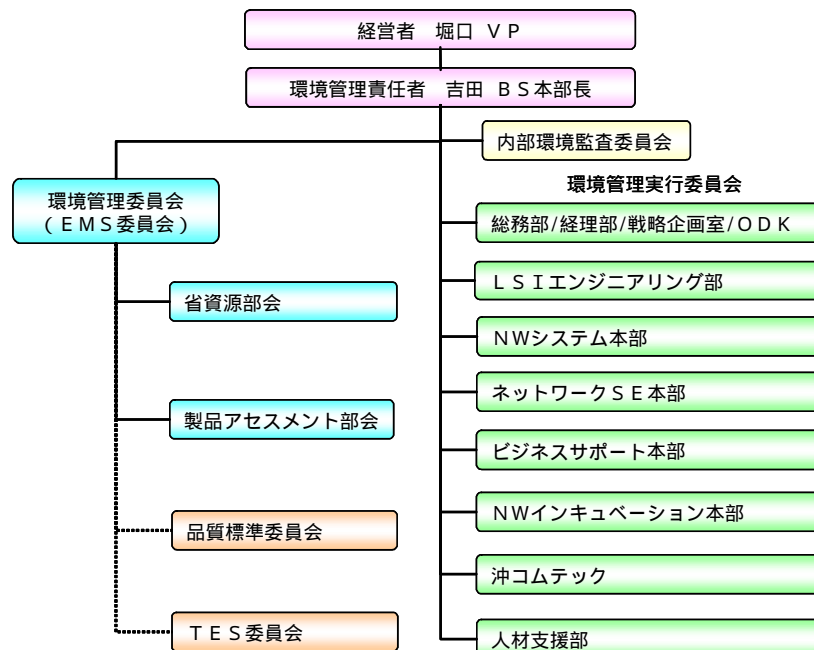 経営者　堀口 ＶＰ
環境管理責任者　吉田 ＢＳ本部長
内部環境監査委員会
環境管理実行委員会
環境管理委員会
（ＥＭＳ委員会）
総務部/経理部/戦略企画室/ＯＤＫ
ＬＳＩエンジニアリング部
省資源部会
ＮＷシステム本部
ネットワークＳＥ本部
製品アセスメント部会
ビジネスサポート本部
ＮＷインキュベーション本部
品質標準委員会
沖コムテック
ＴＥＳ委員会
人材支援部